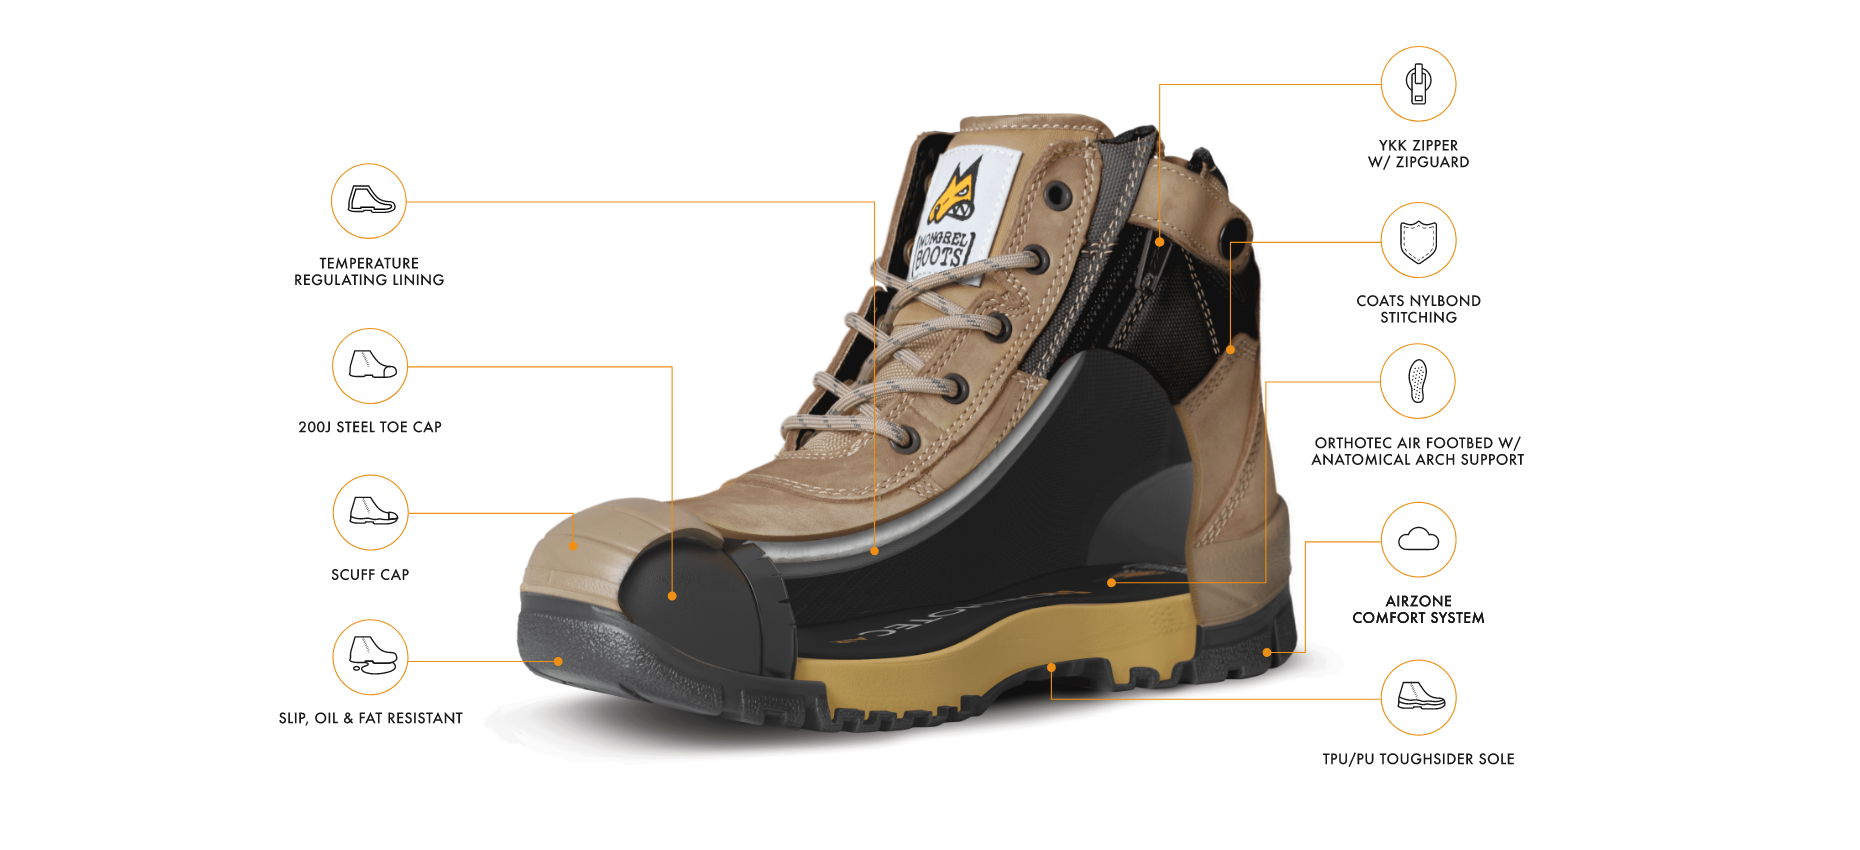 TEMPERATURE
REGULATING LINING
200J STEEL TOE CAP
SCUFF CAP
SLIP, OIL & FAT RESISTANT
MONGREL
BOOTS
YKK ZIPPER
W/ ZIPGUARD
COATS NYLBOND
STITCHING
ORTHOTEC AIR FOOTBED W/
ANATOMICAL ARCH SUPPORT
AIRZONE
COMFORT SYSTEM
TPU/PU TOUGHSIDER SOLE